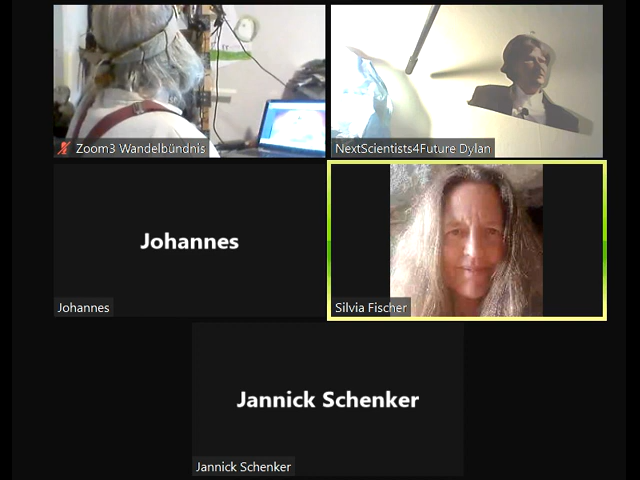 Zoom3 Wandelbündnis
NextScientists4Future Dylan
Johannes
Johannes
Silvia Fischer
Jannick Schenker
Jannick Schenker